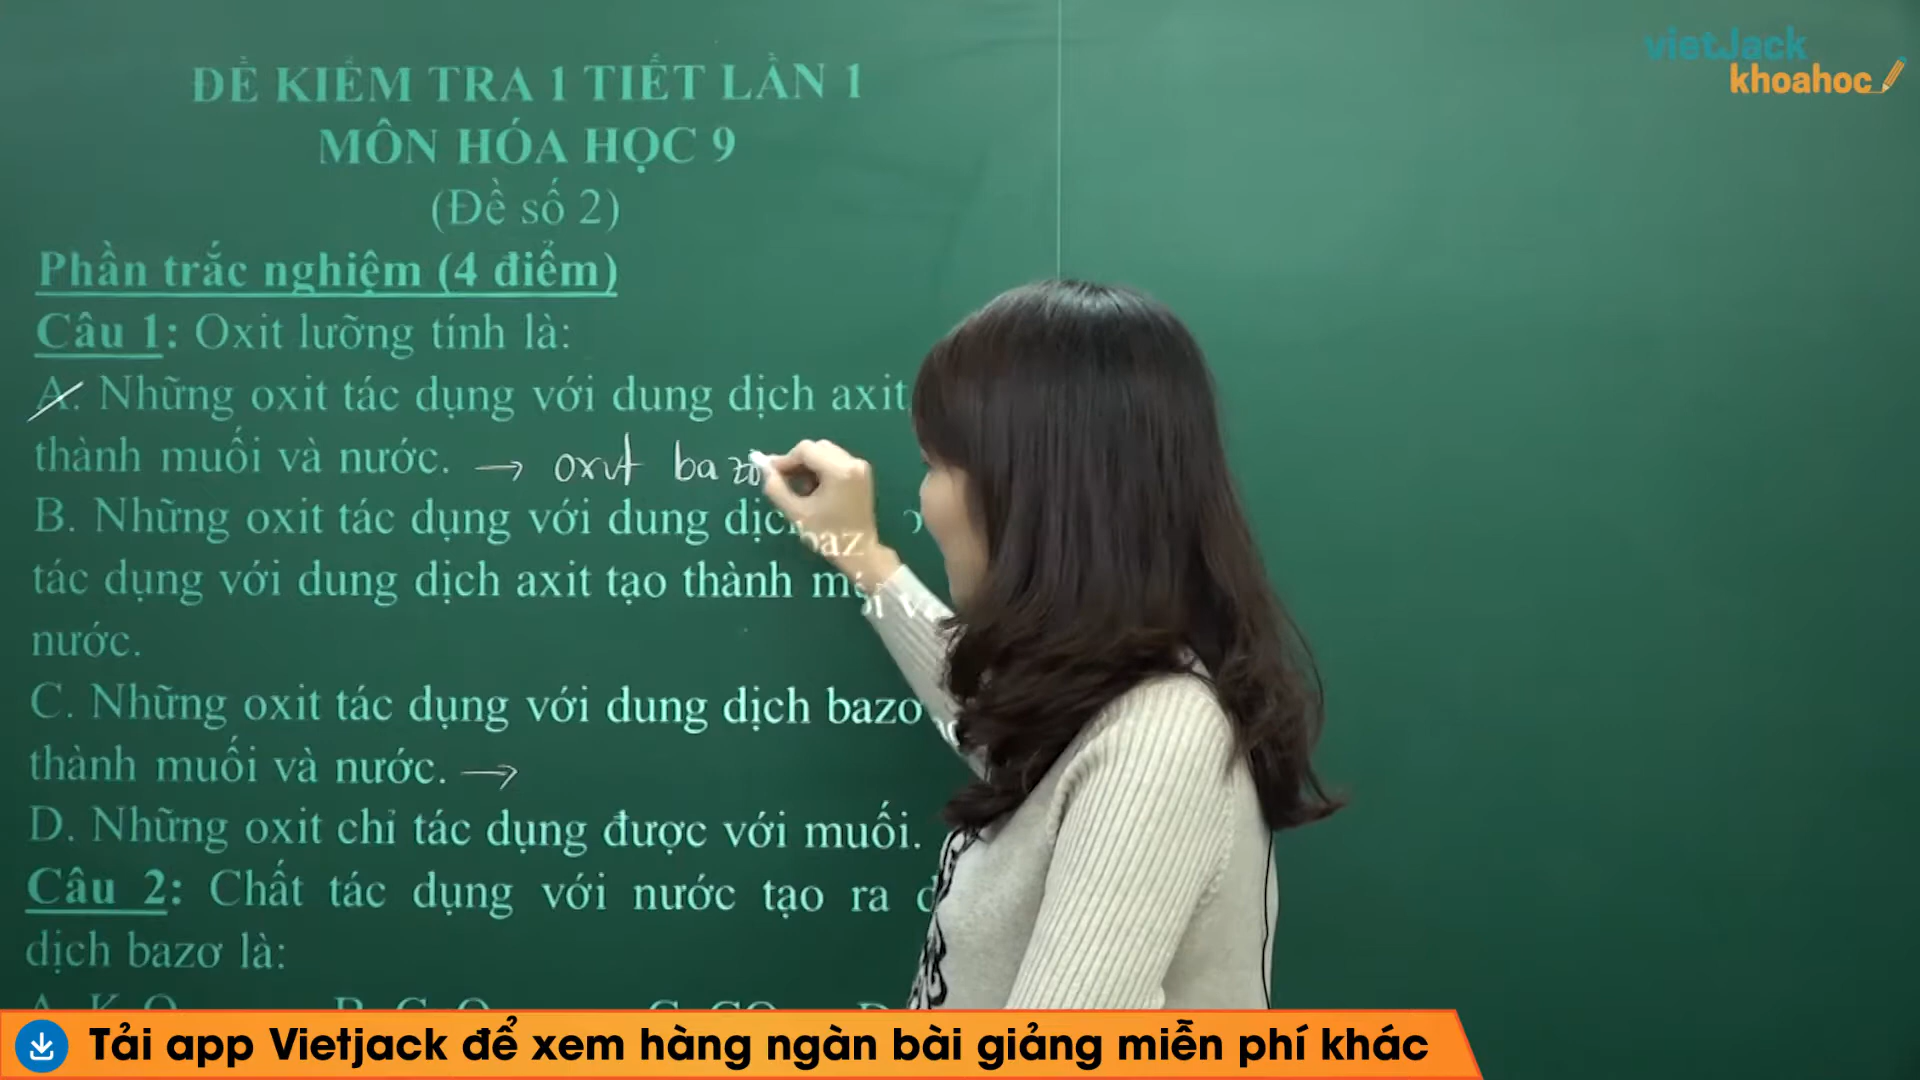 vietJack
khoahoc
ĐỀ KIỂM TRA 1 TIẾT LẦN 1
MÔN HÓA HỌC 9
(Đề số 2)
Phần trắc nghiệm (4 điểm)
Câu 1: Oxit lưỡng tính là:
A. Những oxit tác dụng với dung dịch axit
thành muối và nước. → oxit bazơ
B. Những oxit tác dụng với dung dịch baz
tác dụng với dung dịch axit tạo thành muối và
nước.
C. Những oxit tác dụng với dung dịch bazơ
thành muối và nước. →
D. Những oxit chỉ tác dụng được với muối.
Câu 2: Chất tác dụng với nước tạo ra
dịch bazơ là:
Tải app Vietjack để xem hàng ngàn bài giảng miễn phí khác